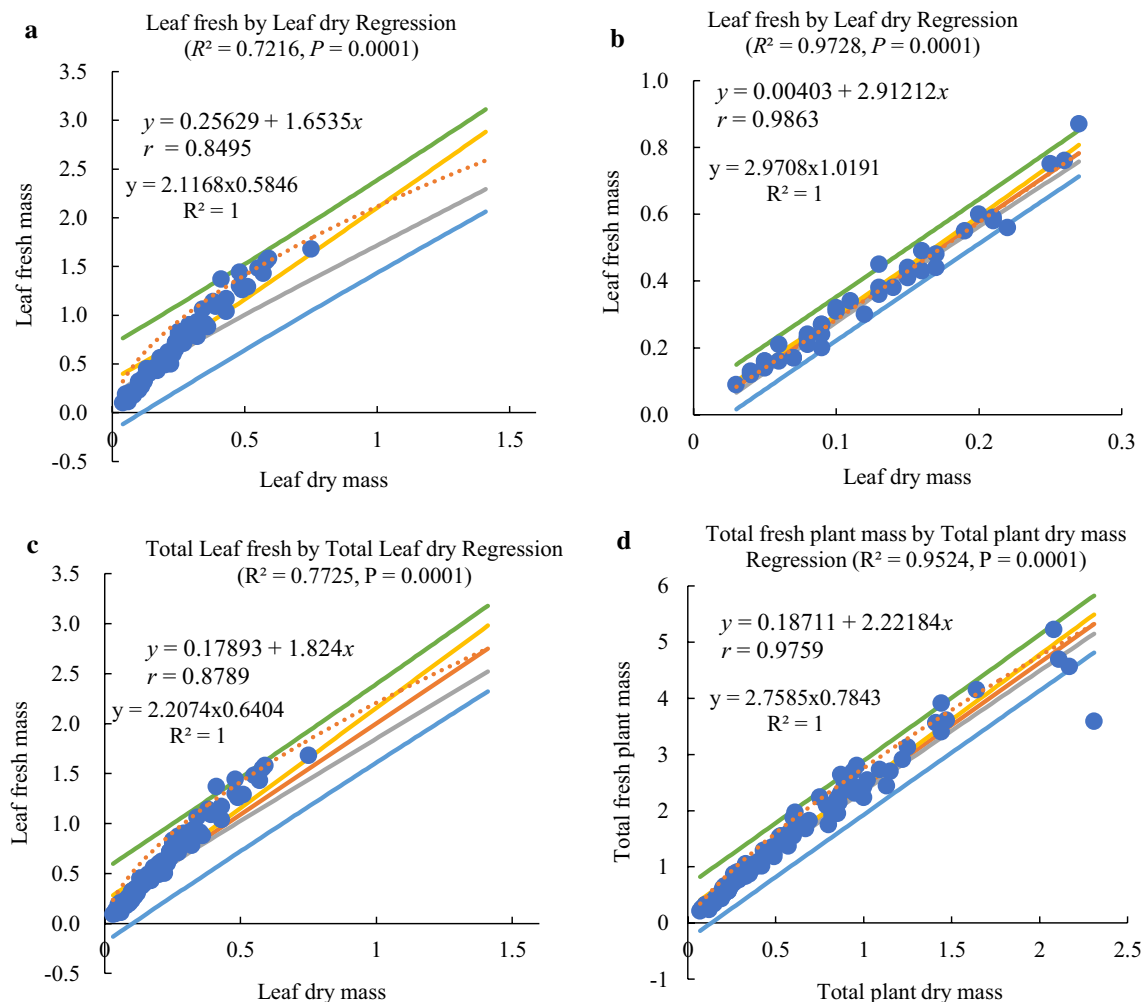 a
Leaf fresh by Leaf dry Regression
(R² = 0.7216, P = 0.0001)
3.5
3.0
2.5
2.0
1.5
1.0
0.5
0.0
-0.5
y = 0.25629 + 1.6535x
r = 0.8495
y = 2.1168x0.5846
R² = 1
Leaf fresh mass
0
0.5
1
1.5
Leaf dry mass
b
Leaf fresh by Leaf dry Regression
(R² = 0.9728, P = 0.0001)
1.0
0.8
0.6
0.4
0.2
0.0
y = 0.00403 + 2.91212x
r = 0.9863
y = 2.9708x1.0191
R² = 1
Leaf fresh mass
0
0.1
0.2
0.3
Leaf dry mass
c
Total Leaf fresh by Total Leaf dry Regression
(R² = 0.7725, P = 0.0001)
3.5
3.0
2.5
2.0
1.5
1.0
0.5
0.0
-0.5
y = 0.17893 + 1.824x
r = 0.8789
y = 2.2074x0.6404
R² = 1
Leaf fresh mass
0
0.5
1
1.5
Leaf dry mass
d
Total fresh plant mass by Total plant dry mass
Regression (R² = 0.9524, P = 0.0001)
6
5
4
3
2
1
0
-1
y = 0.18711 + 2.22184x
r = 0.9759
y = 2.7585x0.7843
R² = 1
Total fresh plant mass
0
0.5
1
1.5
2
2.5
Total plant dry mass